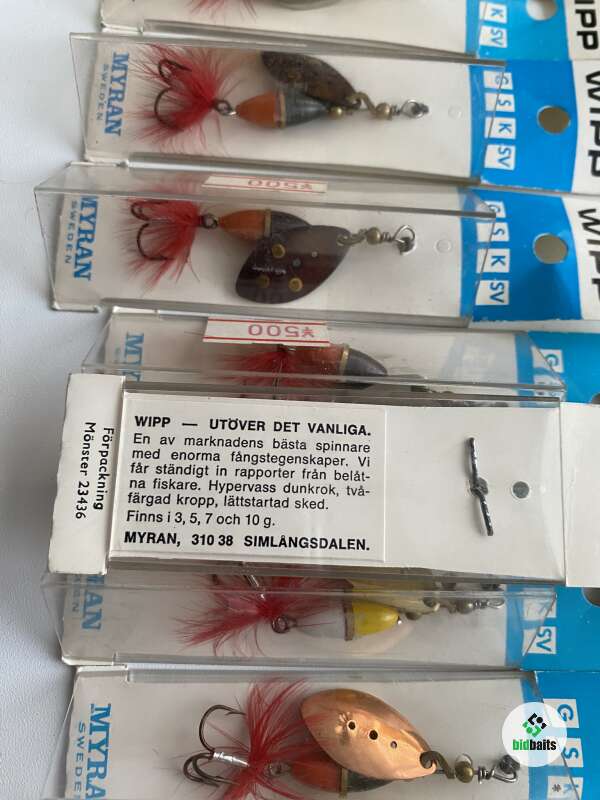 WIPP
K
SV
MYRAN
SWEDEN
G
S
K
SV
WIPP
¥500
MYRAN
SWEDEN
G
S
K
SV
WIPP
¥500
MYRAN
Förpackning
Mönster 23436
WIPP — UTÖVER DET VANLIGA.
En av marknadens bästa spinnare
med enorma fångstegenskaper. Vi
får ständigt in rapporter från belåt-
na fiskare. Hypervass dunkrok, två-
färgad kropp, lättstartad sked.
Finns i 3, 5, 7 och 10 g.
MYRAN, 310 38 SIMLÅNGSDALEN.
MYRAN
K
SV
MYRAN
G
S
K
bidbaits